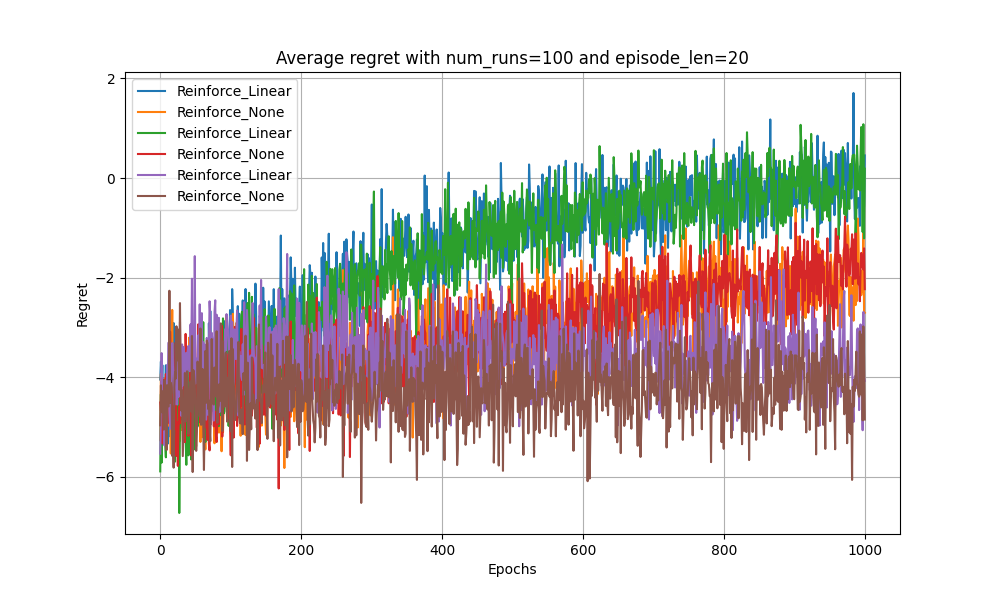 Average regret with num_runs=100 and episode_len=20
2
0
−2
−4
−6
Regret
Reinforce_Linear
Reinforce_None
Reinforce_Linear
Reinforce_None
Reinforce_Linear
Reinforce_None
0 200 400 600 800 1000
Epochs